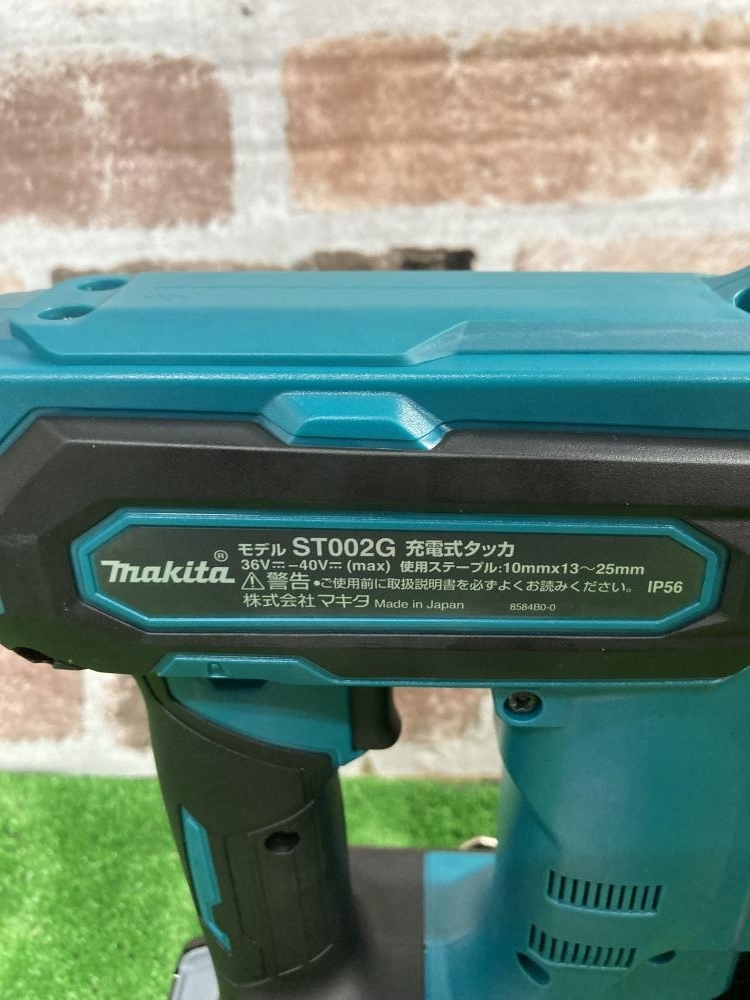 makita® モデル ST002G 充電式タッカ
36V⎓–40V⎓(max) 使用ステープル:10mmx13～25mm
⚠警告 •ご使用前に取扱説明書を必ずよくお読みください。 IP56
株式会社マキタ Made in Japan 8584B0-0